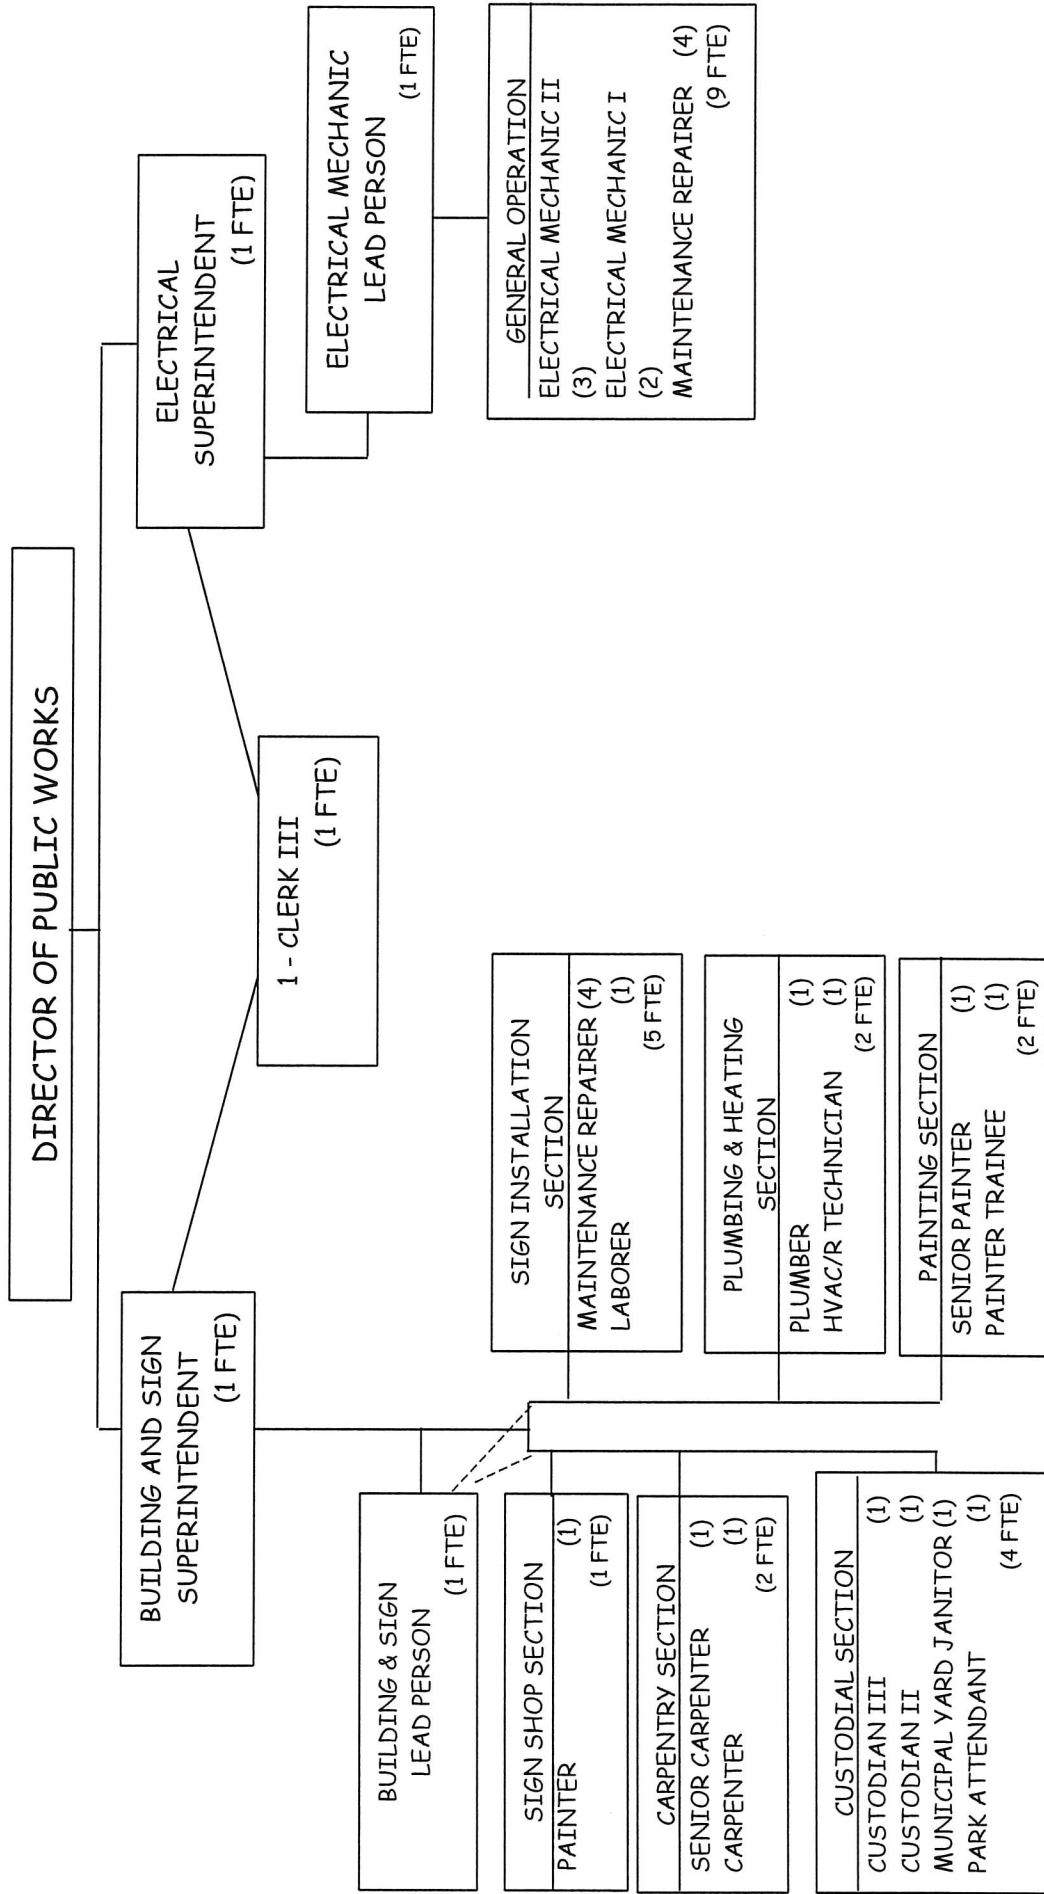 DIRECTOR OF PUBLIC WORKS
BUILDING AND SIGN
SUPERINTENDENT
(1 FTE)
ELECTRICAL
SUPERINTENDENT
(1 FTE)
1 - CLERK III
(1 FTE)
BUILDING & SIGN
LEAD PERSON
(1 FTE)
SIGN SHOP SECTION
PAINTER (1)
(1 FTE)
CARPENTRY SECTION
SENIOR CARPENTER (1)
CARPENTER (1)
(2 FTE)
CUSTODIAL SECTION
CUSTODIAN III (1)
CUSTODIAN II (1)
MUNICIPAL YARD JANITOR (1)
PARK ATTENDANT (1)
(4 FTE)
SIGN INSTALLATION
SECTION
MAINTENANCE REPAIRER (4)
LABORER (1)
(5 FTE)
PLUMBING & HEATING
SECTION
PLUMBER (1)
HVAC/R TECHNICIAN (1)
(2 FTE)
PAINTING SECTION
SENIOR PAINTER (1)
PAINTER TRAINEE (1)
(2 FTE)
ELECTRICAL MECHANIC
LEAD PERSON
(1 FTE)
GENERAL OPERATION
ELECTRICAL MECHANIC II
(3)
ELECTRICAL MECHANIC I
(2)
MAINTENANCE REPAIRER (4)
(9 FTE)